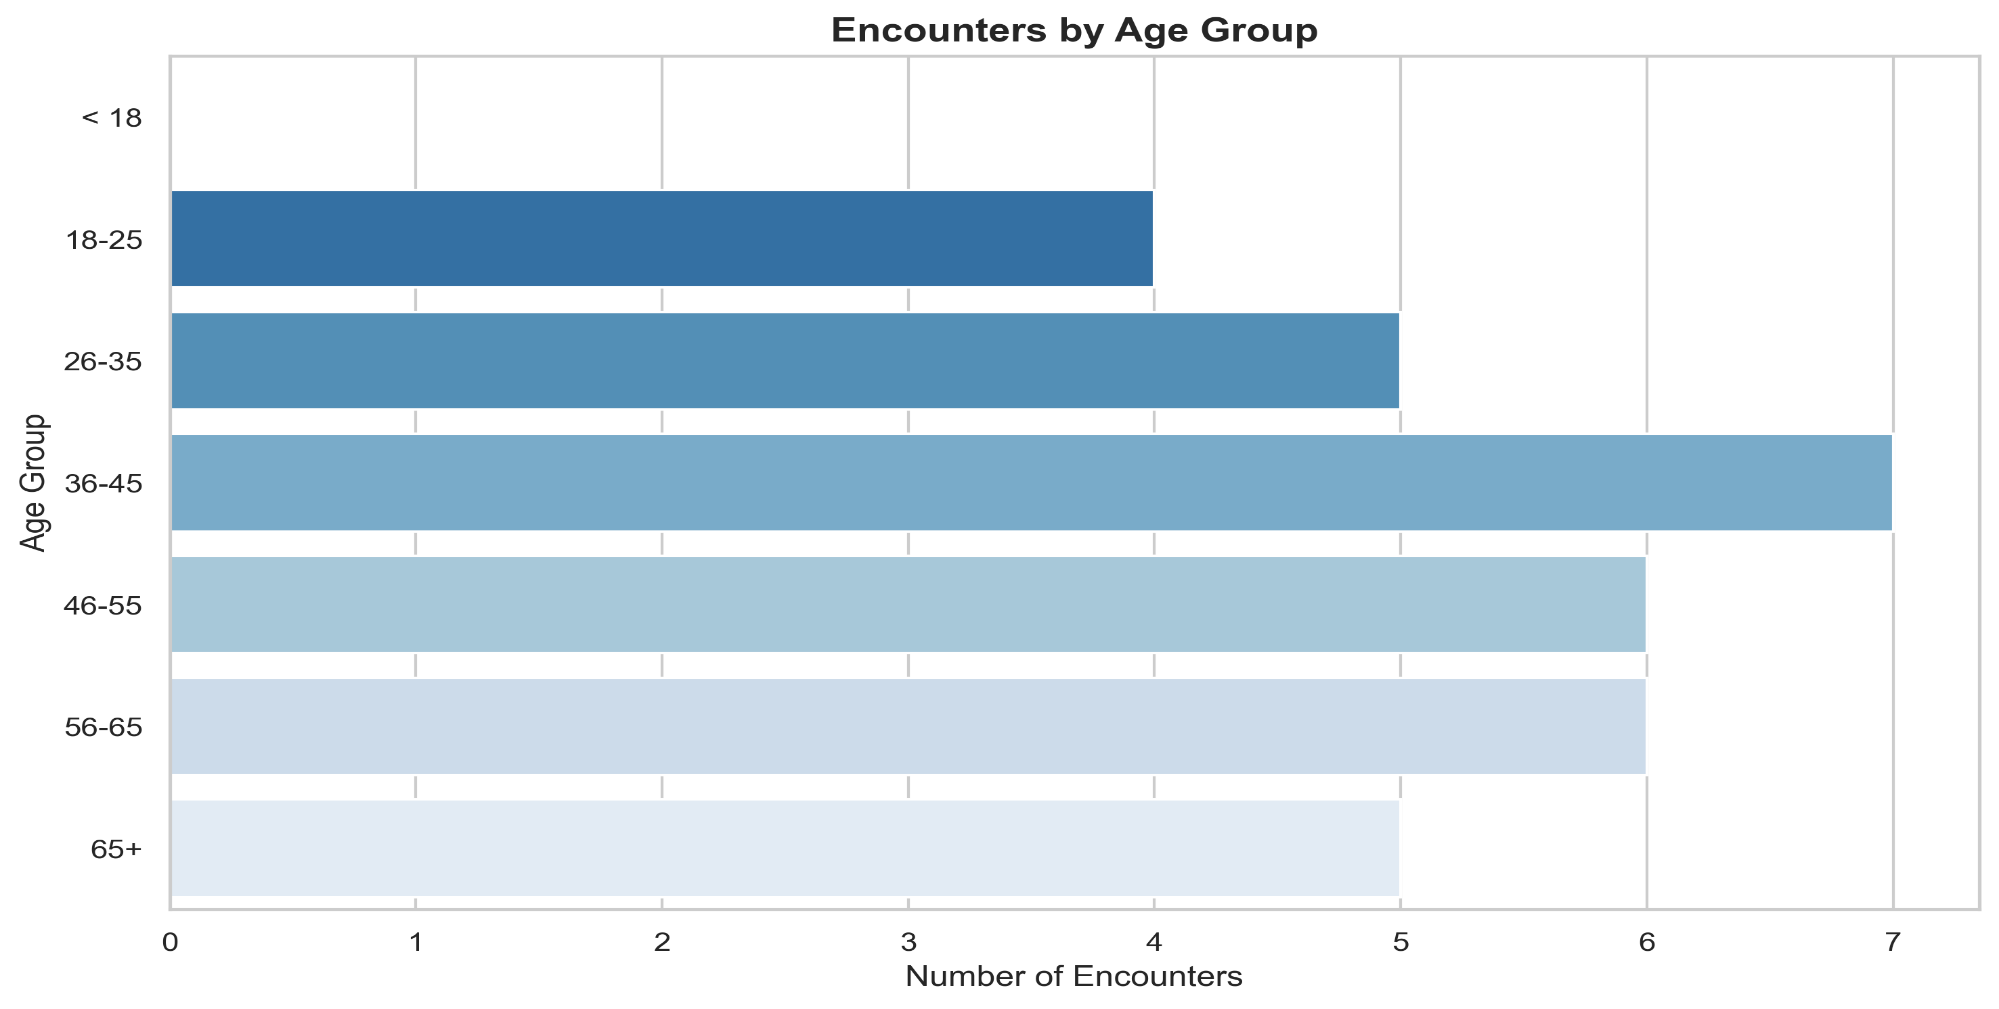 Encounters by Age Group
< 18
18-25
26-35
36-45
46-55
56-65
65+
Age Group
0 1 2 3 4 5 6 7
Number of Encounters